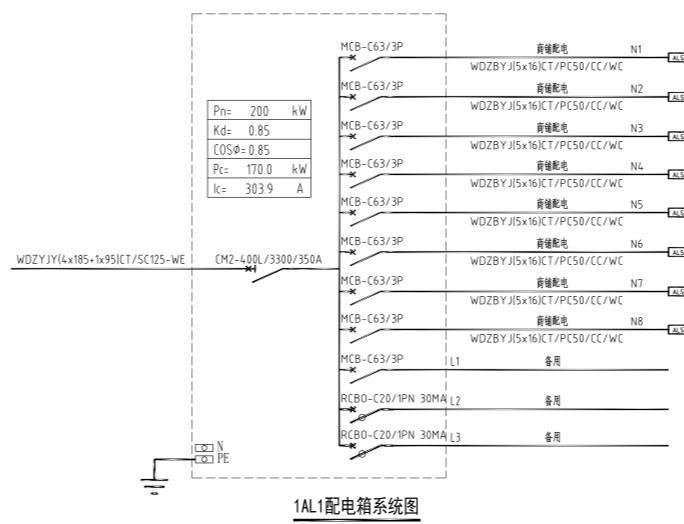 MCB-C63/3P 商铺配电 N1
WDZBYJ(5x16)CT/PC50/CC/WC ALS
MCB-C63/3P 商铺配电 N2
WDZBYJ(5x16)CT/PC50/CC/WC ALS
Pn= 200 kW
Kd= 0.85
COSφ= 0.85
Pc= 170.0 kW
Ic= 303.9 A
MCB-C63/3P 商铺配电 N3
WDZBYJ(5x16)CT/PC50/CC/WC ALS
MCB-C63/3P 商铺配电 N4
WDZBYJ(5x16)CT/PC50/CC/WC ALS
MCB-C63/3P 商铺配电 N5
WDZBYJ(5x16)CT/PC50/CC/WC ALS
MCB-C63/3P 商铺配电 N6
WDZBYJ(5x16)CT/PC50/CC/WC ALS
WDZYJY(4x185+1x95)CT/SC125-WE CM2-400L/3300/350A
MCB-C63/3P 商铺配电 N7
WDZBYJ(5x16)CT/PC50/CC/WC ALS
MCB-C63/3P 商铺配电 N8
WDZBYJ(5x16)CT/PC50/CC/WC ALS
MCB-C63/3P L1 备用
RCBO-C20/1PN 30MA L2 备用
RCBO-C20/1PN 30MA L3 备用
N
PE
1AL1配电箱系统图